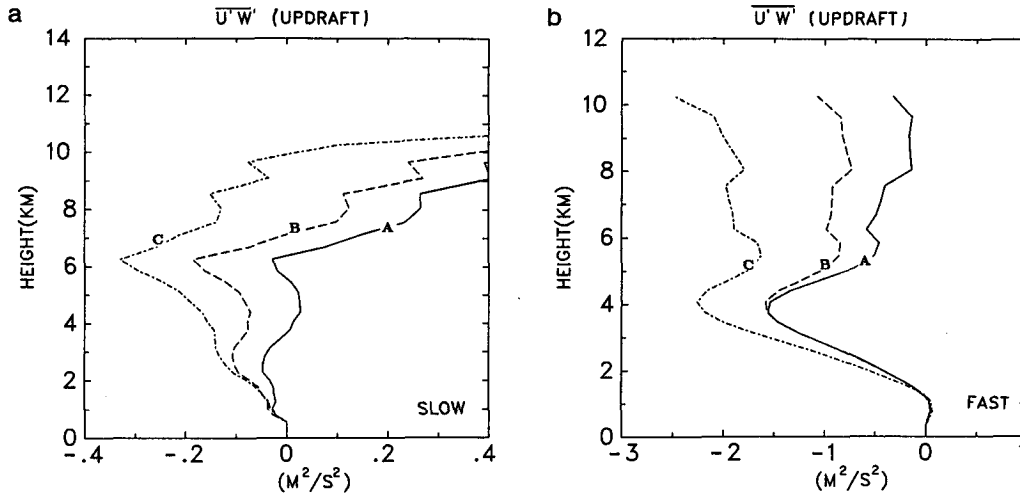 a
U'W' (UPDRAFT)
14
12
10
8
6
4
2
0
HEIGHT(KM)
C
B
A
SLOW
-.4
-.2
0
.2
.4
(M²/S²)
b
U'W' (UPDRAFT)
12
10
8
6
4
2
0
HEIGHT(KM)
C
B
A
FAST
-3
-2
-1
0
(M²/S²)